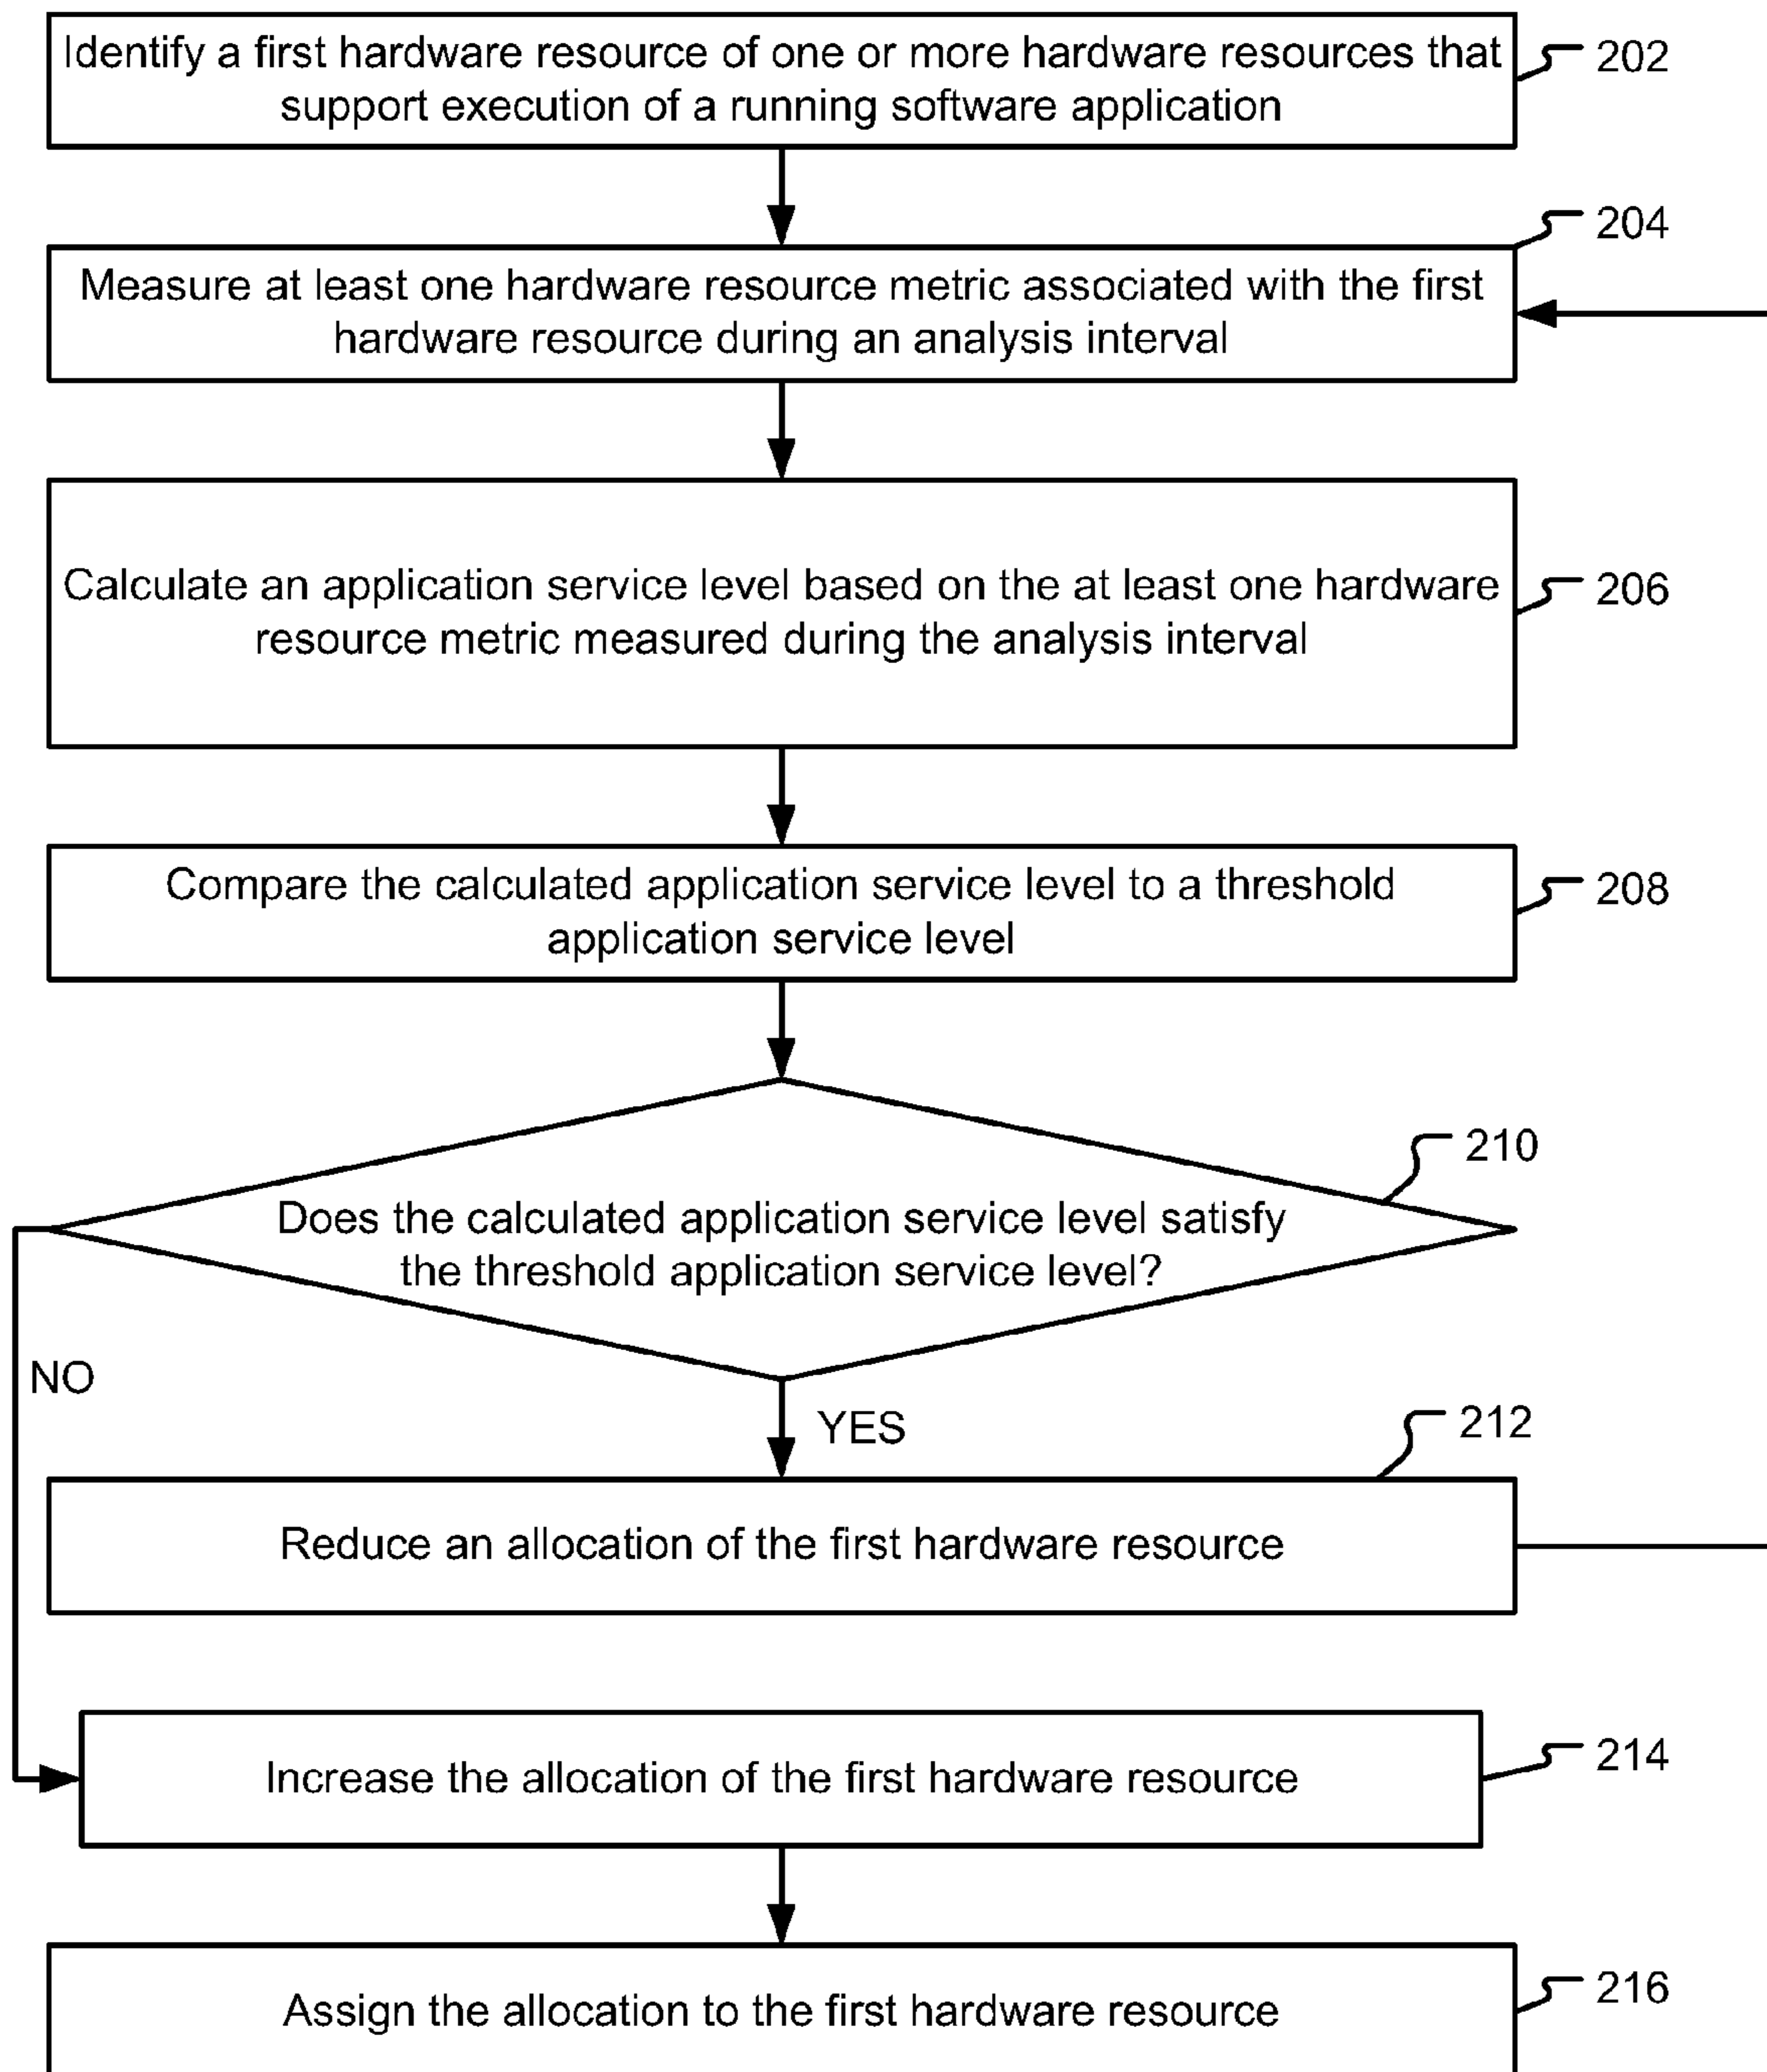 Identify a first hardware resource of one or more hardware resources that
support execution of a running software application
202
204
Measure at least one hardware resource metric associated with the first
hardware resource during an analysis interval
Calculate an application service level based on the at least one hardware
resource metric measured during the analysis interval
206
Compare the calculated application service level to a threshold
application service level
208
210
Does the calculated application service level satisfy
the threshold application service level?
NO
YES
212
Reduce an allocation of the first hardware resource
Increase the allocation of the first hardware resource
214
Assign the allocation to the first hardware resource
216